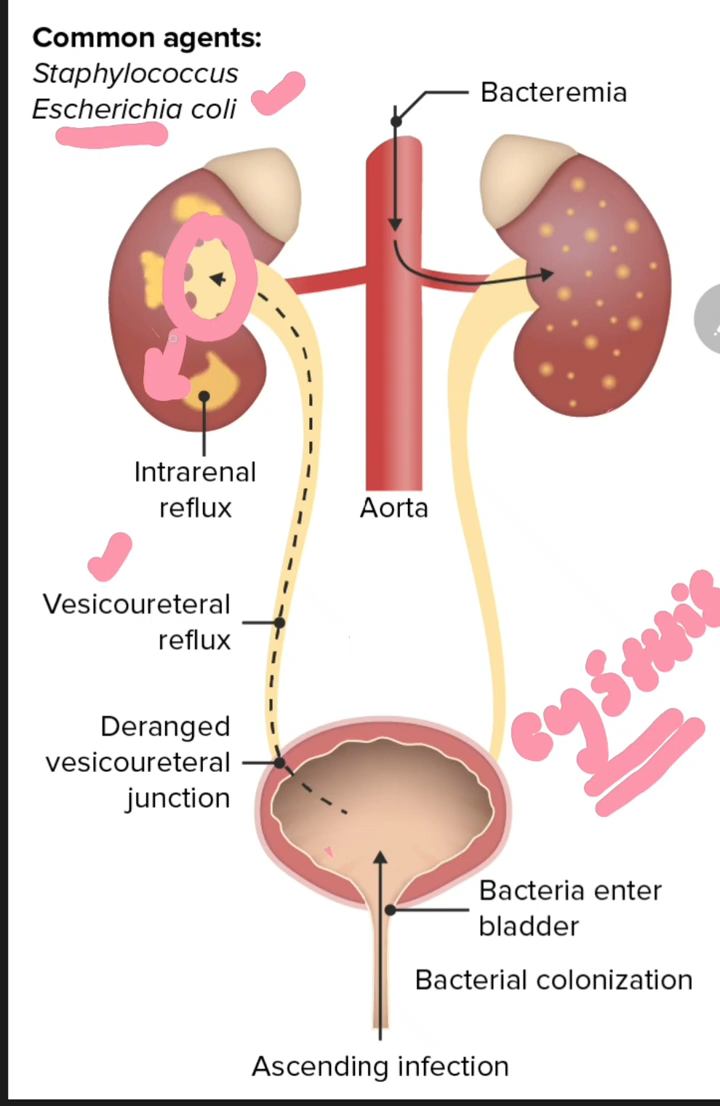 Common agents:
Staphylococcus
Escherichia coli
Bacteremia
Intrarenal
reflux
Aorta
Vesicoureteral
reflux
Deranged
vesicoureteral
junction
cystitis
Bacteria enter
bladder
Bacterial colonization
Ascending infection